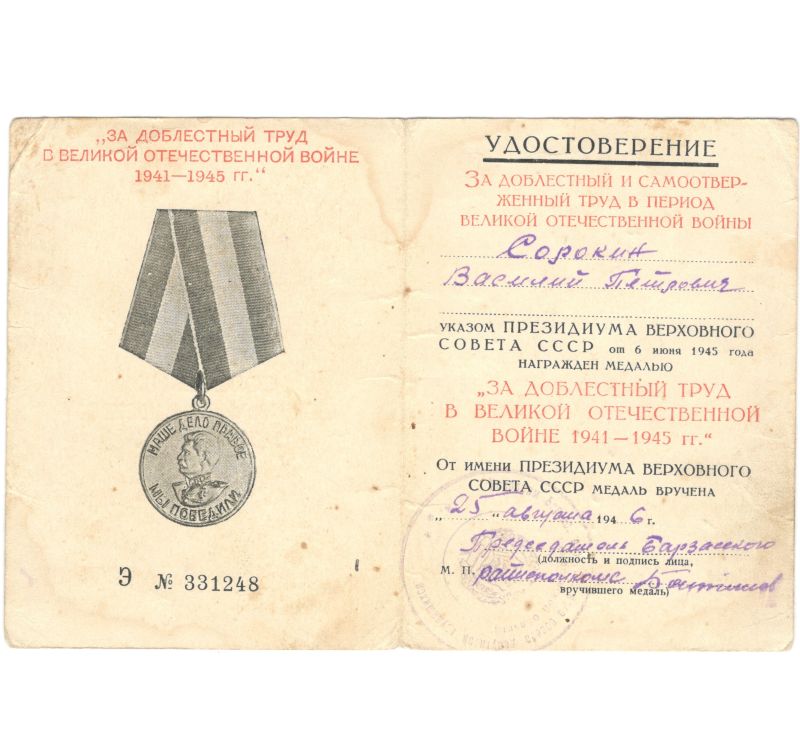 „ЗА ДОБЛЕСТНЫЙ ТРУД
В ВЕЛИКОЙ ОТЕЧЕСТВЕННОЙ ВОЙНЕ
1941—1945 гг.“
НАШЕ ДЕЛО ПРАВОЕ
МЫ ПОБЕДИЛИ
Э № 331248
УДОСТОВЕРЕНИЕ
ЗА ДОБЛЕСТНЫЙ И САМООТВЕР-
ЖЕННЫЙ ТРУД В ПЕРИОД
ВЕЛИКОЙ ОТЕЧЕСТВЕННОЙ ВОЙНЫ
Сорокин
Василий Петрович
УКАЗОМ ПРЕЗИДИУМА ВЕРХОВНОГО
СОВЕТА СССР от 6 июня 1945 года
НАГРАЖДЕН МЕДАЛЬЮ
„ЗА ДОБЛЕСТНЫЙ ТРУД
В ВЕЛИКОЙ ОТЕЧЕСТВЕННОЙ
ВОЙНЕ 1941—1945 гг.“
От имени ПРЕЗИДИУМА ВЕРХОВНОГО
СОВЕТА СССР МЕДАЛЬ ВРУЧЕНА
„25“ августа 1946 г.
Председатель Барзасского
(должность и подпись лица,
М. П. райисполкома
вручившего медаль)